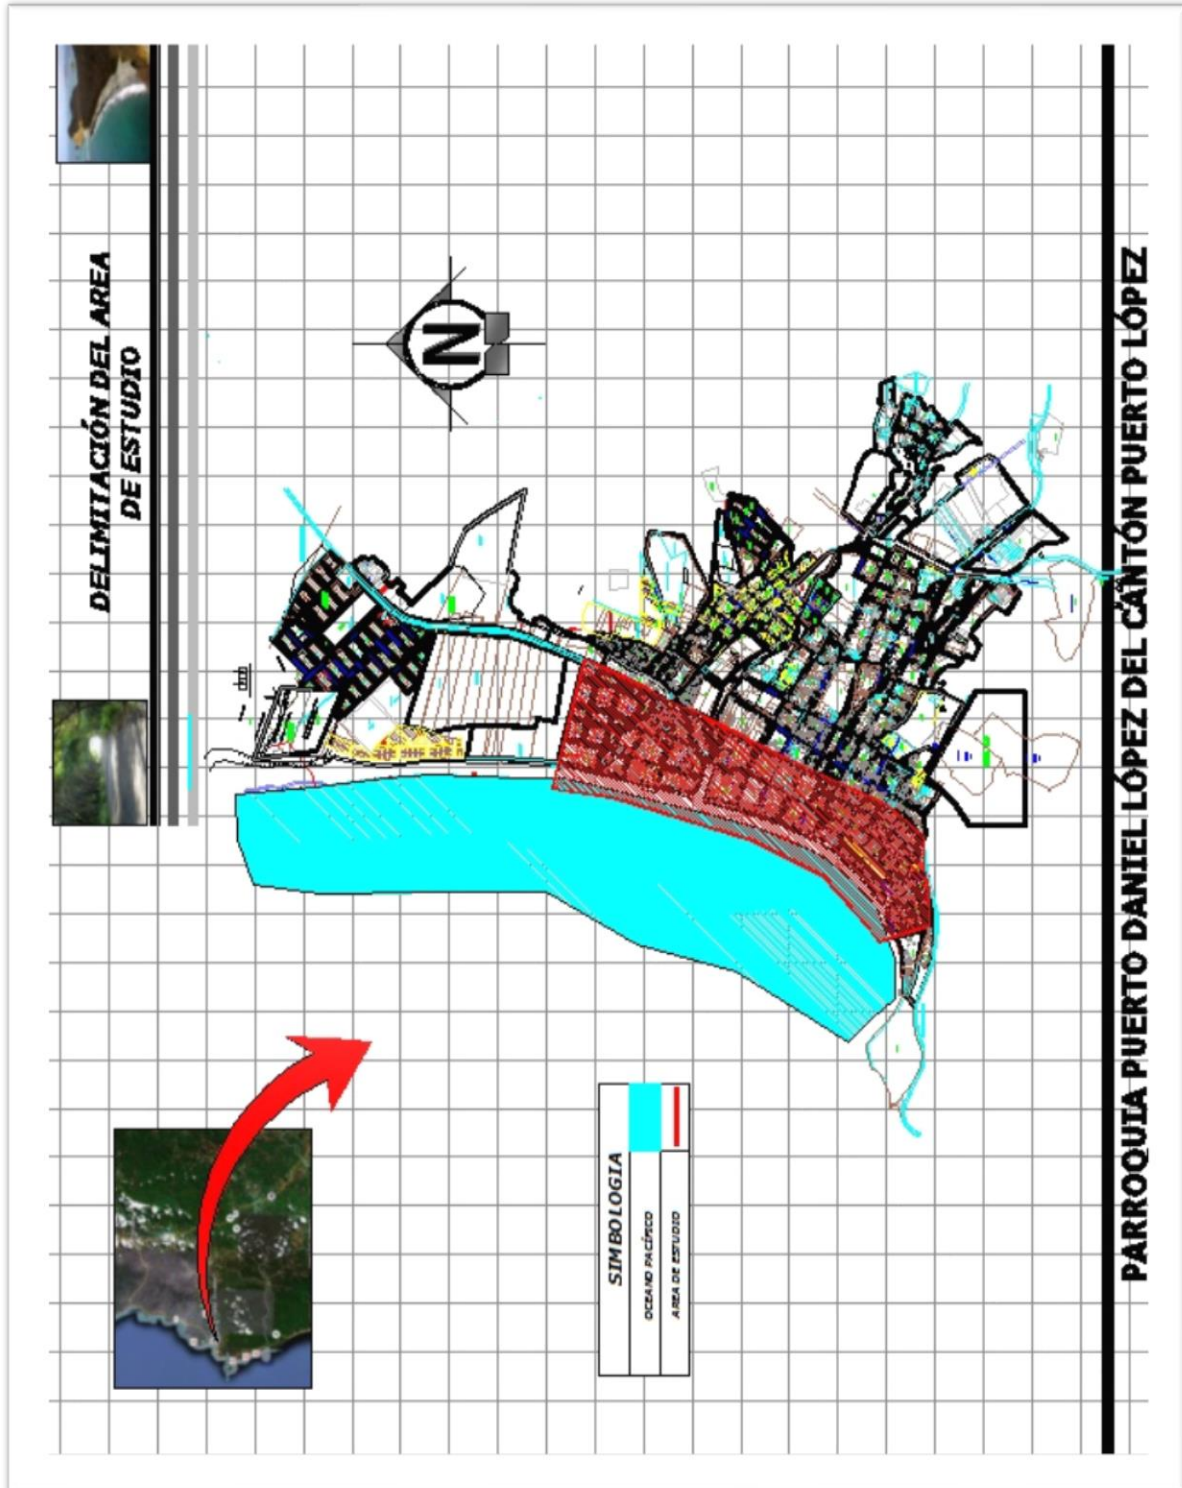 DELIMITACIÓN DEL AREA
DE ESTUDIO
N
SIMBOLOGIA
OCEANO PACÍFICO
AREA DE ESTUDIO
PARROQUIA PUERTO DANIEL LÓPEZ DEL CANTÓN PUERTO LÓPEZ